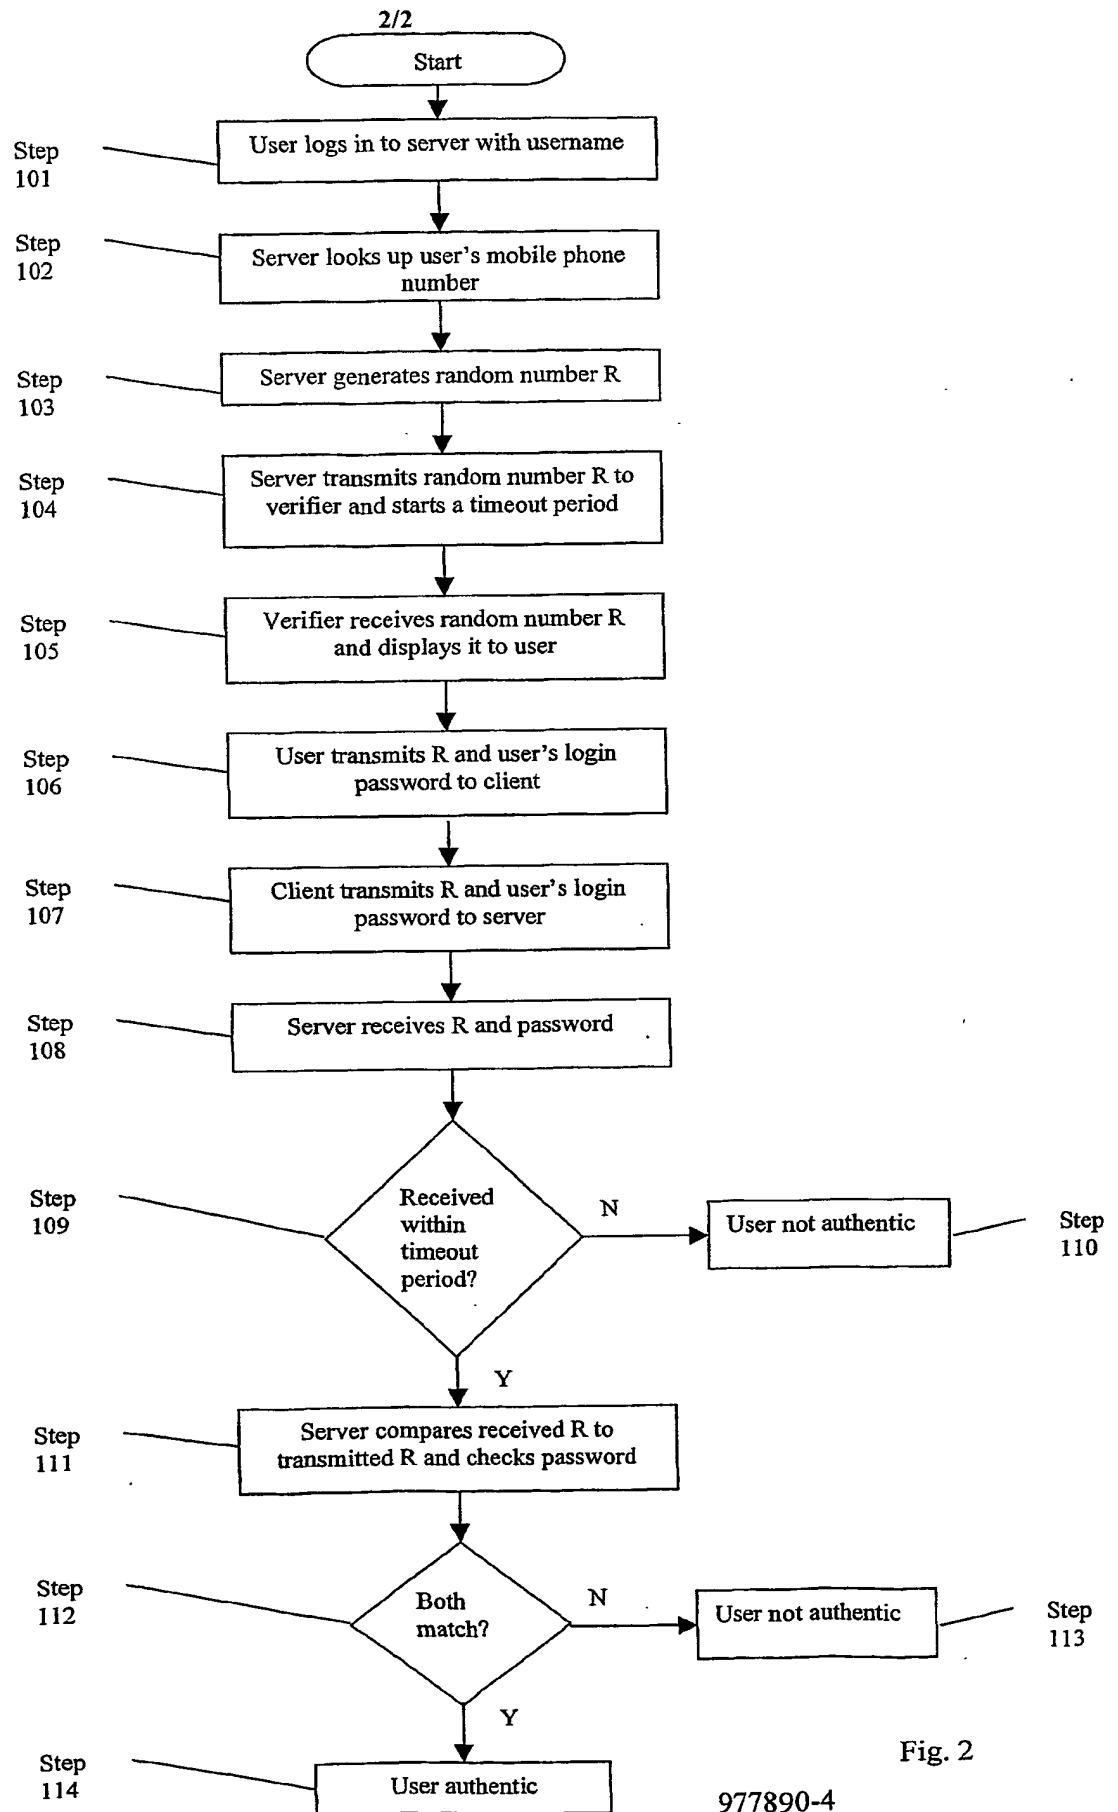 2/2
Start
User logs in to server with username
Step
101
Server looks up user's mobile phone
number
Step
102
Server generates random number R
Step
103
Server transmits random number R to
verifier and starts a timeout period
Step
104
Verifier receives random number R
and displays it to user
Step
105
User transmits R and user's login
password to client
Step
106
Client transmits R and user's login
password to server
Step
107
Server receives R and password
Step
108
Received
within
timeout
period?
Step
109
N
User not authentic
Step
110
Y
Server compares received R to
transmitted R and checks password
Step
111
Both
match?
Step
112
N
User not authentic
Step
113
Y
User authentic
Step
114
Fig. 2
977890-4